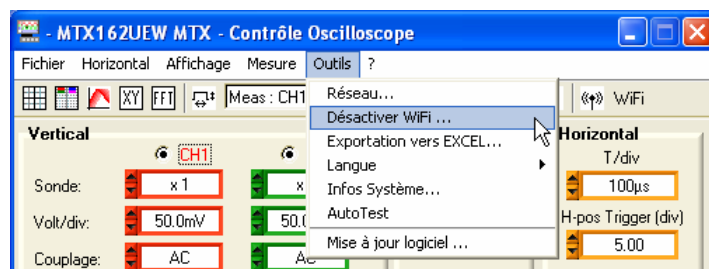 - MTX162UEW MTX - Contrôle Oscilloscope
Fichier Horizontal Affichage Mesure Outils ?
XY FFT Meas : CH1 WiFi
Réseau...
Désactiver WiFi ...
Exportation vers EXCEL...
Langue
Infos Système...
AutoTest
Mise à jour logiciel ...
Vertical
CH1
Sonde: x 1 x
Volt/div: 50.0mV 50.0
Couplage: AC
Horizontal
T/div
100µs
H-pos Trigger (div)
5.00